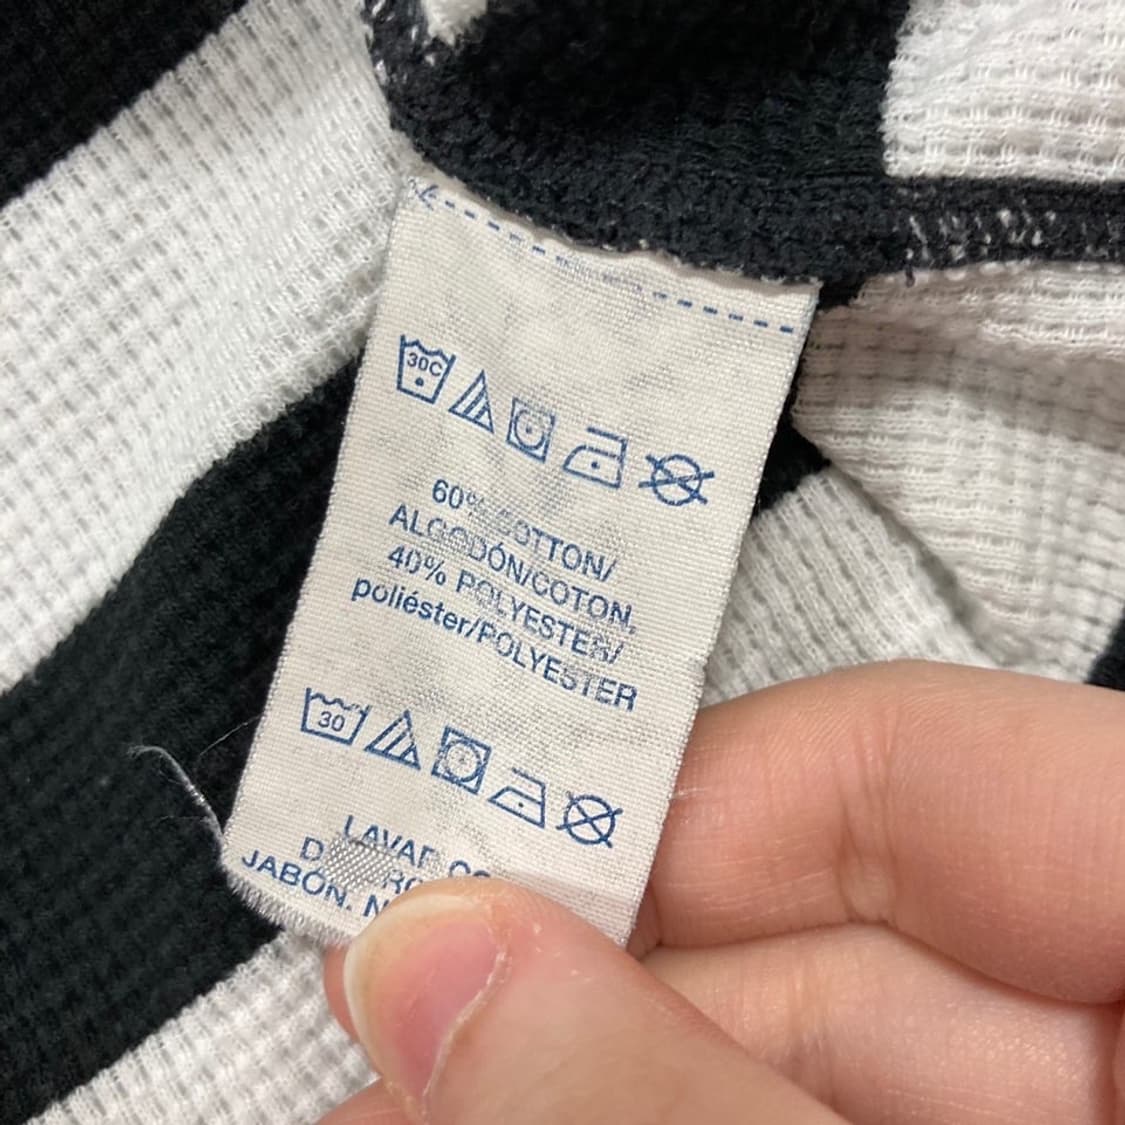 30C
60% COTTON/
ALGODÓN/COTON,
40% POLYESTER/
poliéster/POLYESTER
30
LAVAR
JABÓN.